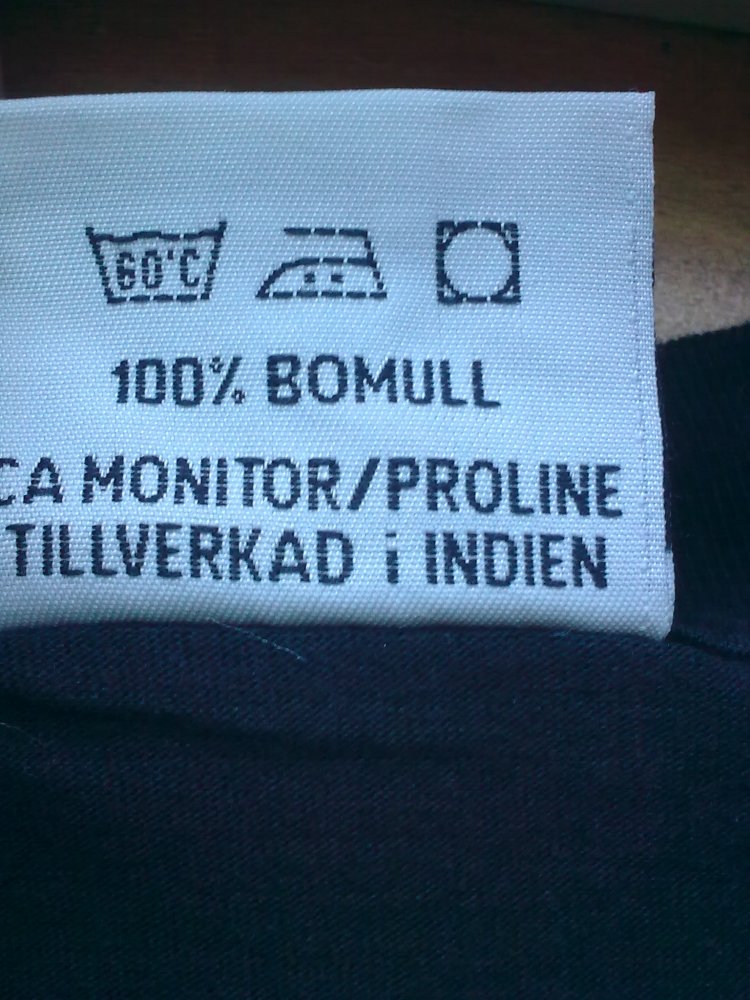 60°C
100% BOMULL
CA MONITOR/PROLINE
TILLVERKAD i INDIEN